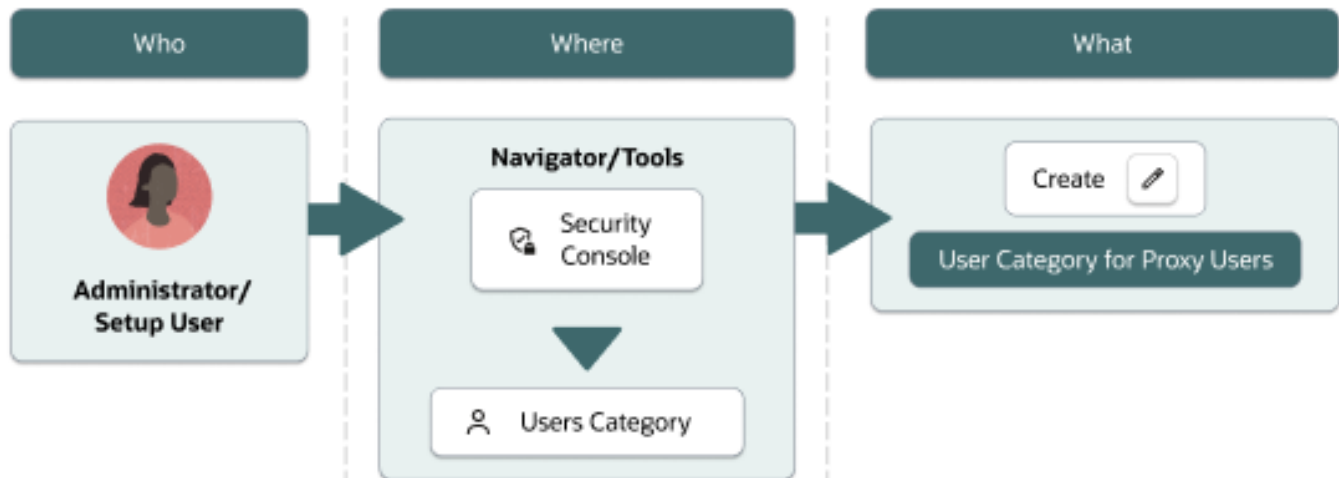 Who
Where
What
Administrator/
Setup User
Navigator/Tools
Security
Console
Users Category
Create
User Category for Proxy Users